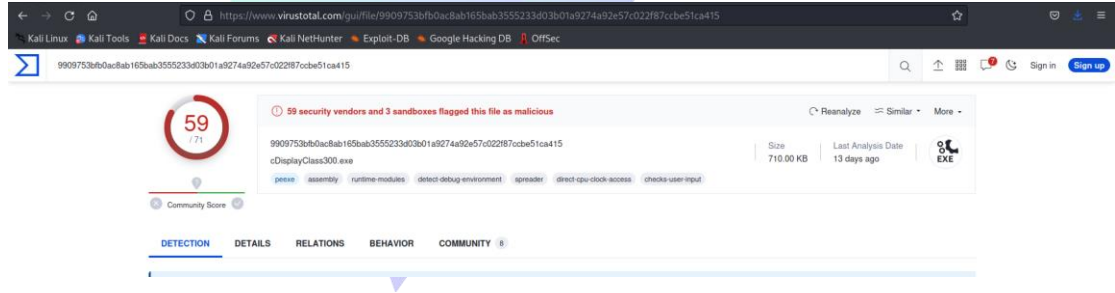 https://www.virustotal.com/gui/file/9909753bfb0ac8ab165bab3555233d03b01a9274a92e57c022f87ccbe51ca415
Kali Linux Kali Tools Kali Docs Kali Forums Kali NetHunter Exploit-DB Google Hacking DB OffSec
9909753bfb0ac8ab165bab3555233d03b01a9274a92e57c022f87ccbe51ca415 Sign in Sign up
59 security vendors and 3 sandboxes flagged this file as malicious Reanalyze Similar More
59
/ 71
9909753bfb0ac8ab165bab3555233d03b01a9274a92e57c022f87ccbe51ca415
cDisplayClass300.exe
Size Last Analysis Date
710.00 KB 13 days ago
EXE
peexe assembly runtime-modules detect-debug-environment spreader direct-cpu-clock-access checks-user-input
Community Score
DETECTION DETAILS RELATIONS BEHAVIOR COMMUNITY 8